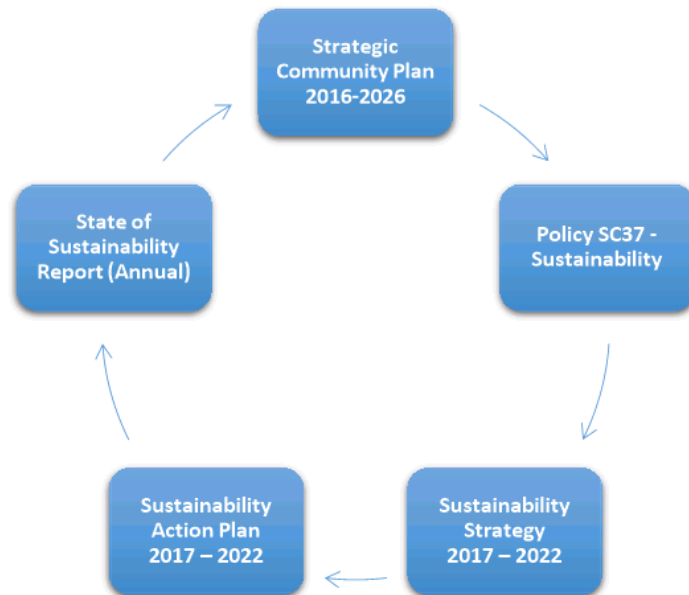 Strategic
Community Plan
2016-2026
Policy SC37 -
Sustainability
Sustainability
Strategy
2017 – 2022
Sustainability
Action Plan
2017 – 2022
State of
Sustainability
Report (Annual)